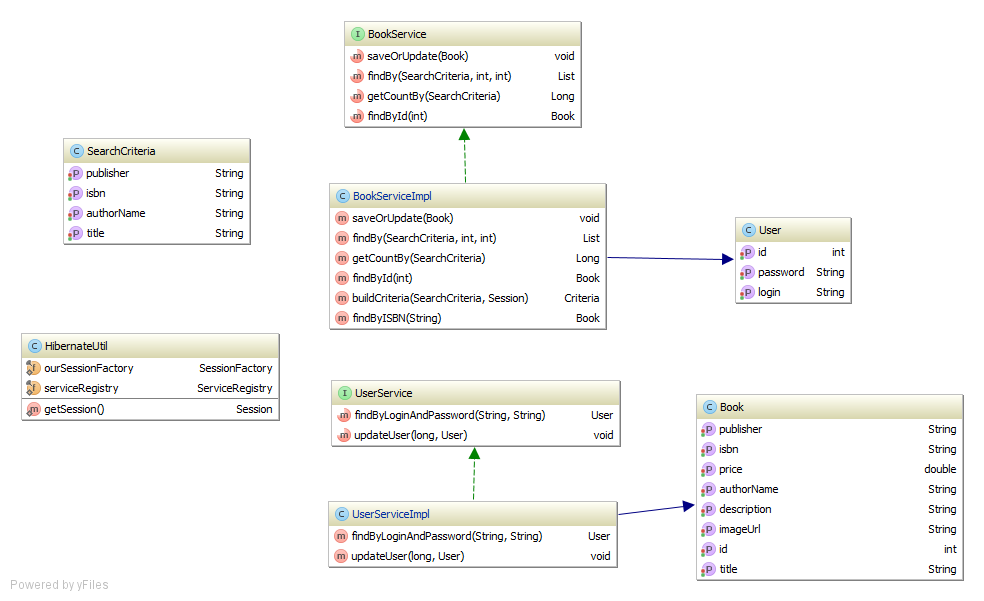 I BookService
m saveOrUpdate(Book) void
m findBy(SearchCriteria, int, int) List
m getCountBy(SearchCriteria) Long
m findById(int) Book
C SearchCriteria
P publisher String
P isbn String
P authorName String
P title String
C BookServiceImpl
m saveOrUpdate(Book) void
m findBy(SearchCriteria, int, int) List
m getCountBy(SearchCriteria) Long
m findById(int) Book
m buildCriteria(SearchCriteria, Session) Criteria
m findByISBN(String) Book
C User
P id int
P password String
P login String
C HibernateUtil
f ourSessionFactory SessionFactory
f serviceRegistry ServiceRegistry
m getSession() Session
I UserService
m findByLoginAndPassword(String, String) User
m updateUser(long, User) void
C Book
P publisher String
P isbn String
P price double
P authorName String
P description String
P imageUrl String
P id int
P title String
C UserServiceImpl
m findByLoginAndPassword(String, String) User
m updateUser(long, User) void
Powered by yFiles